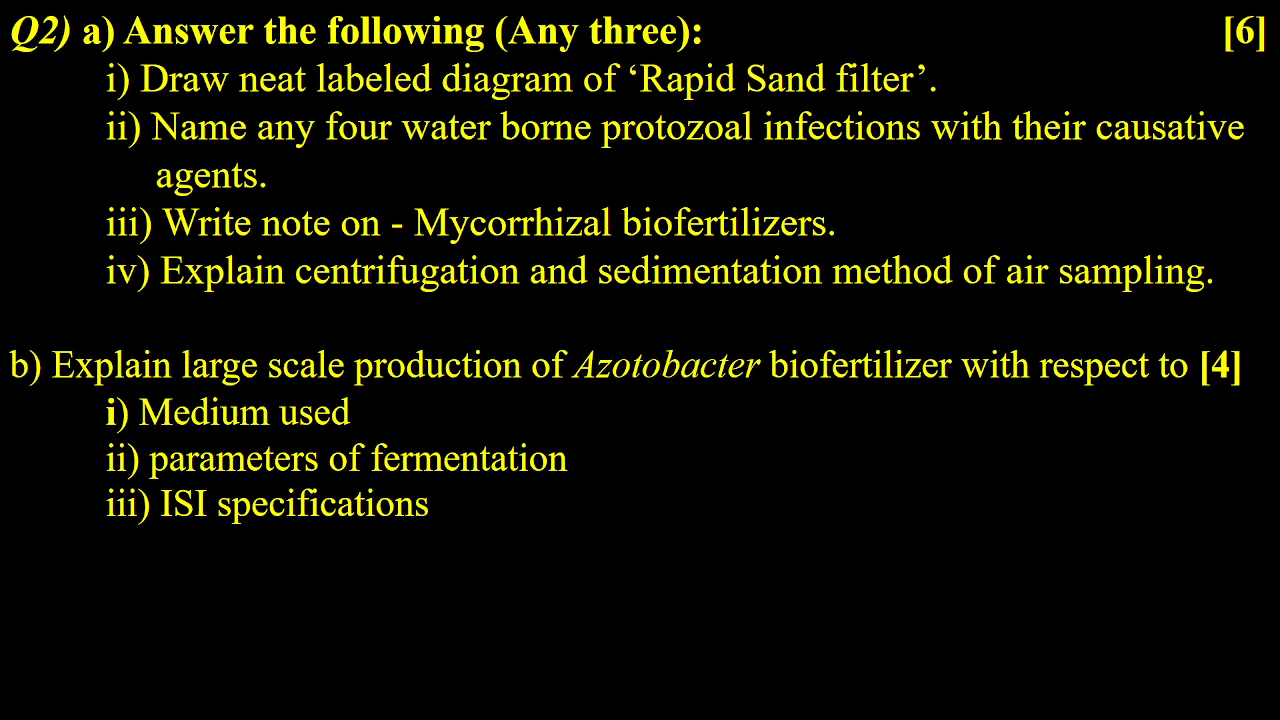 Q2) a) Answer the following (Any three): [6]
i) Draw neat labeled diagram of ‘Rapid Sand filter’.
ii) Name any four water borne protozoal infections with their causative
agents.
iii) Write note on - Mycorrhizal biofertilizers.
iv) Explain centrifugation and sedimentation method of air sampling.
b) Explain large scale production of Azotobacter biofertilizer with respect to [4]
i) Medium used
ii) parameters of fermentation
iii) ISI specifications